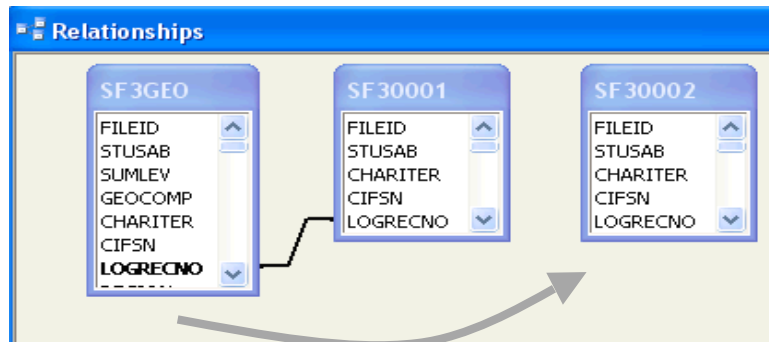 Relationships
SF3GEO
FILEID
STUSAB
SUMLEV
GEOCOMP
CHARITER
CIFSN
LOGRECNO
SF30001
FILEID
STUSAB
CHARITER
CIFSN
LOGRECNO
SF30002
FILEID
STUSAB
CHARITER
CIFSN
LOGRECNO